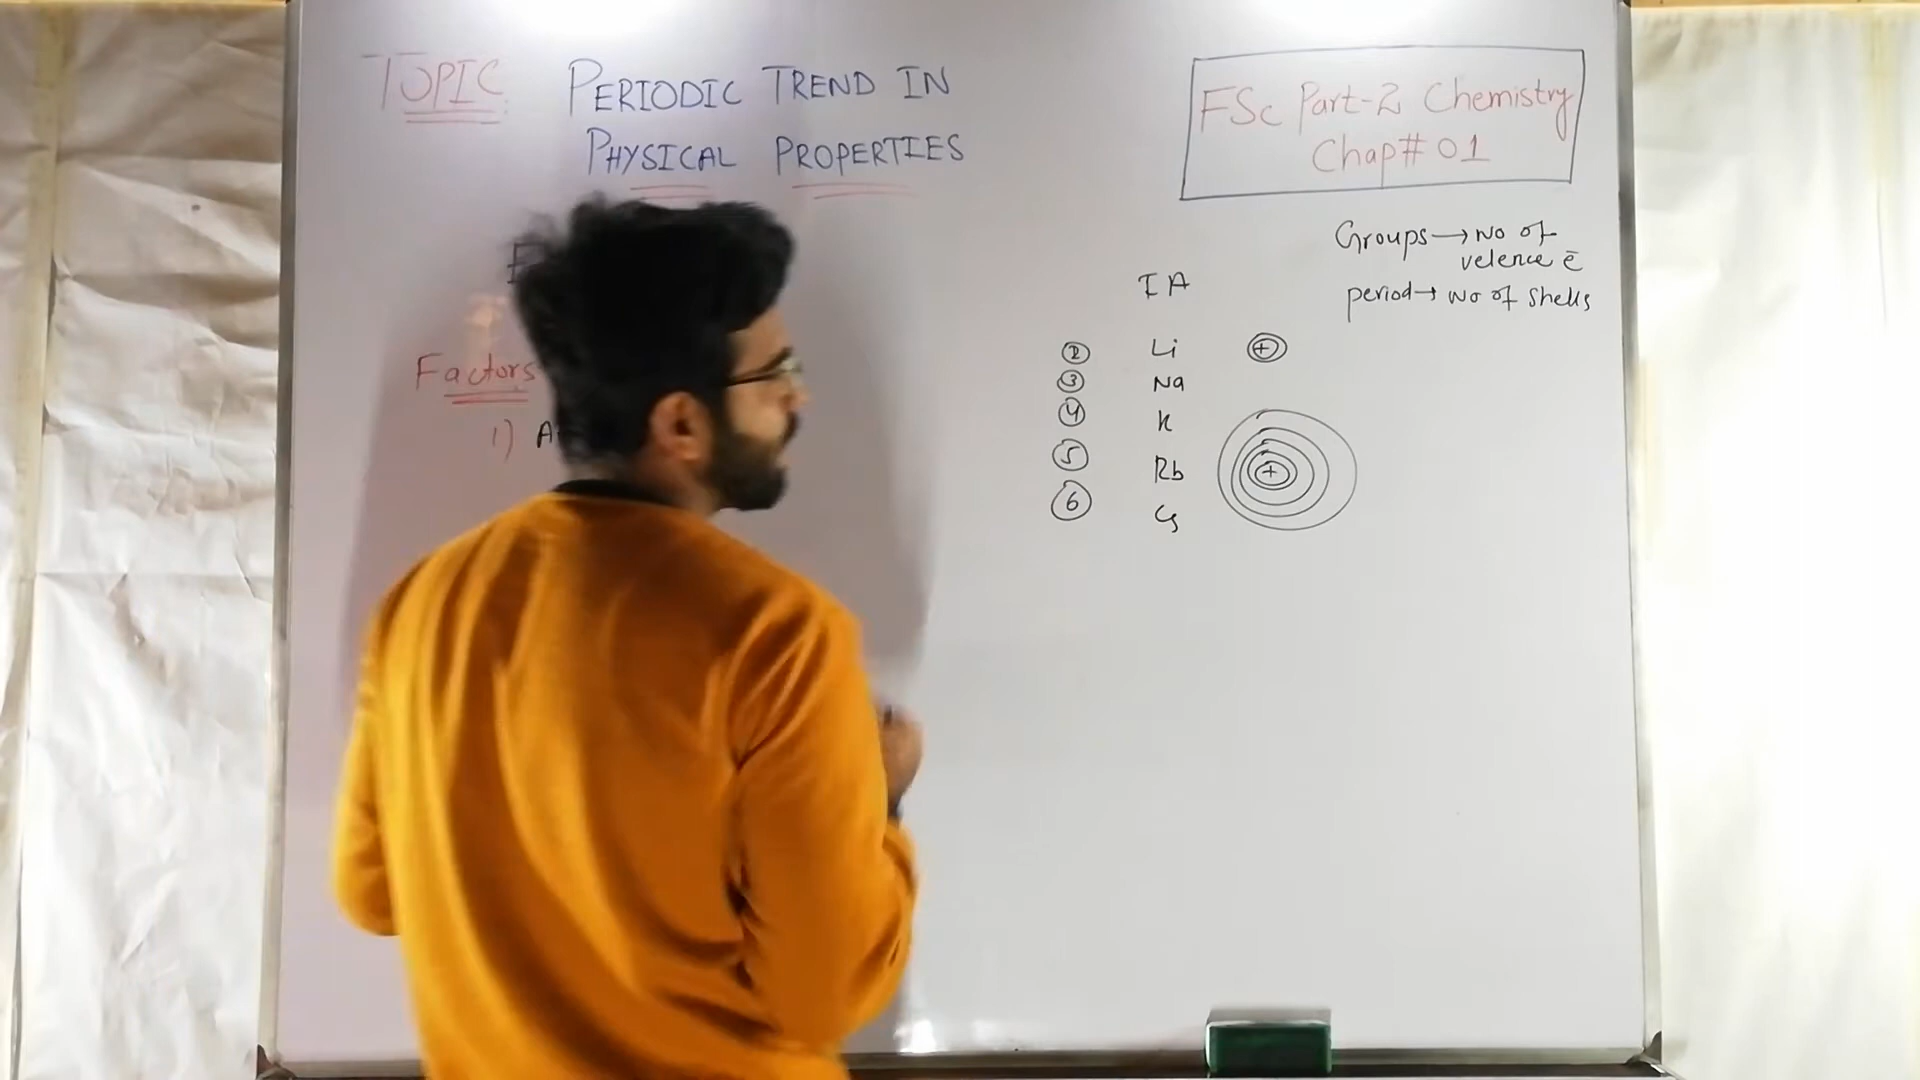 TOPIC: PERIODIC TREND IN
PHYSICAL PROPERTIES
FSc Part-2 Chemistry
Chap# 01
Groups → No of
velence ē
period → No of shells
IA
2 Li +
3 Na
4 K
5 Rb +
6 Cs
Factors
1)